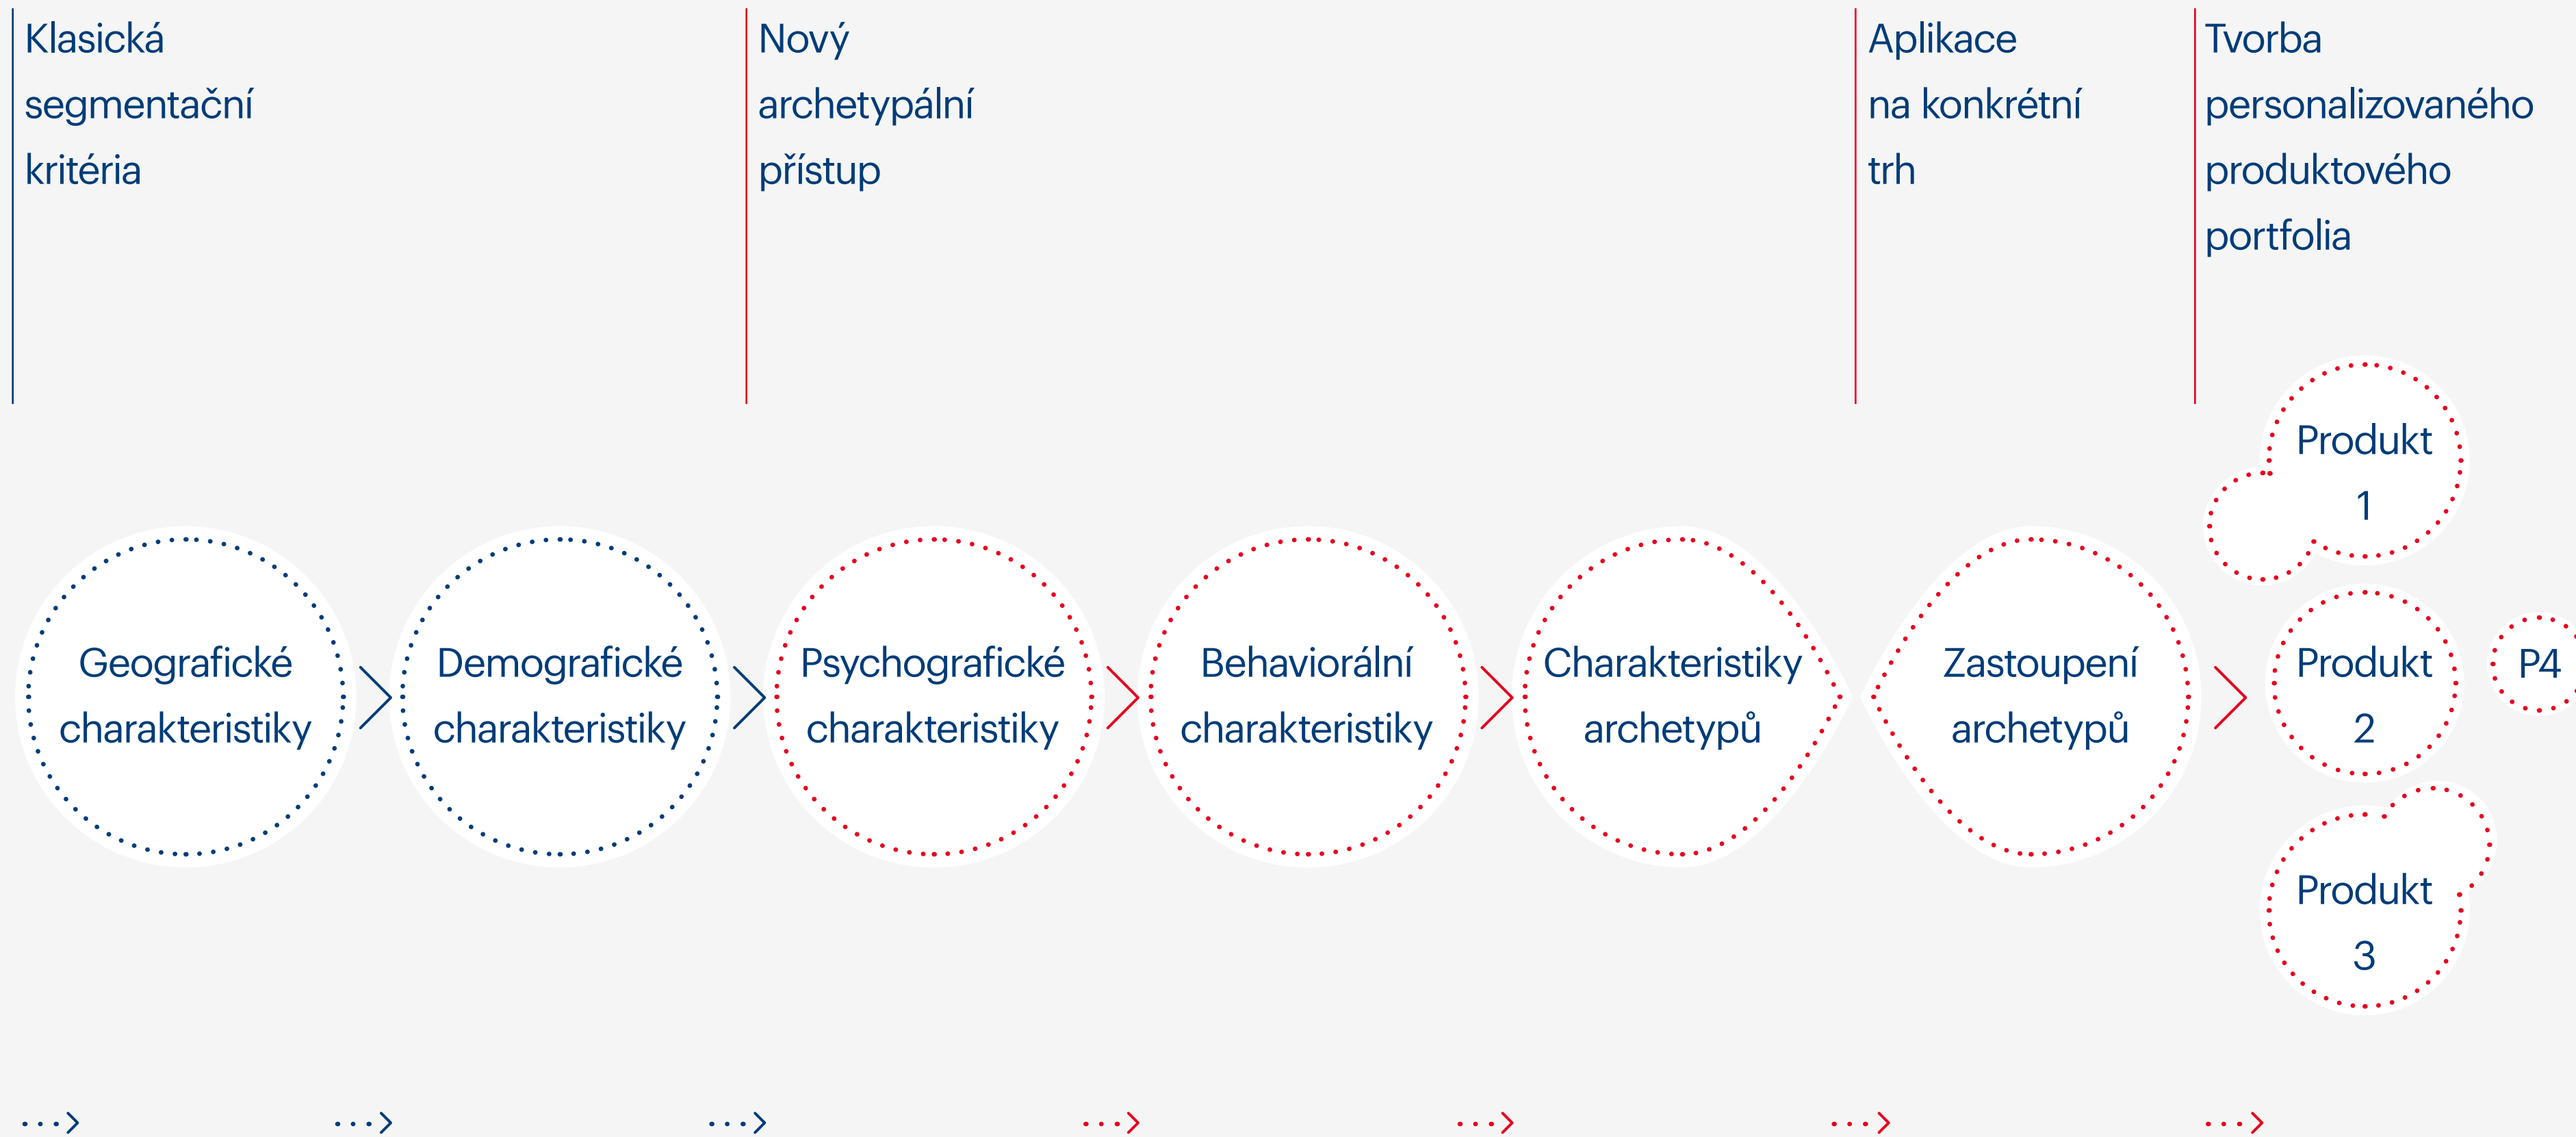 Klasická
segmentační
kritéria
Nový
archetypální
přístup
Aplikace
na konkrétní
trh
Tvorba
personalizovaného
produktového
portfolia
Geografické
charakteristiky
Demografické
charakteristiky
Psychografické
charakteristiky
Behaviorální
charakteristiky
Charakteristiky
archetypů
Zastoupení
archetypů
Produkt
1
Produkt
2
P4
Produkt
3